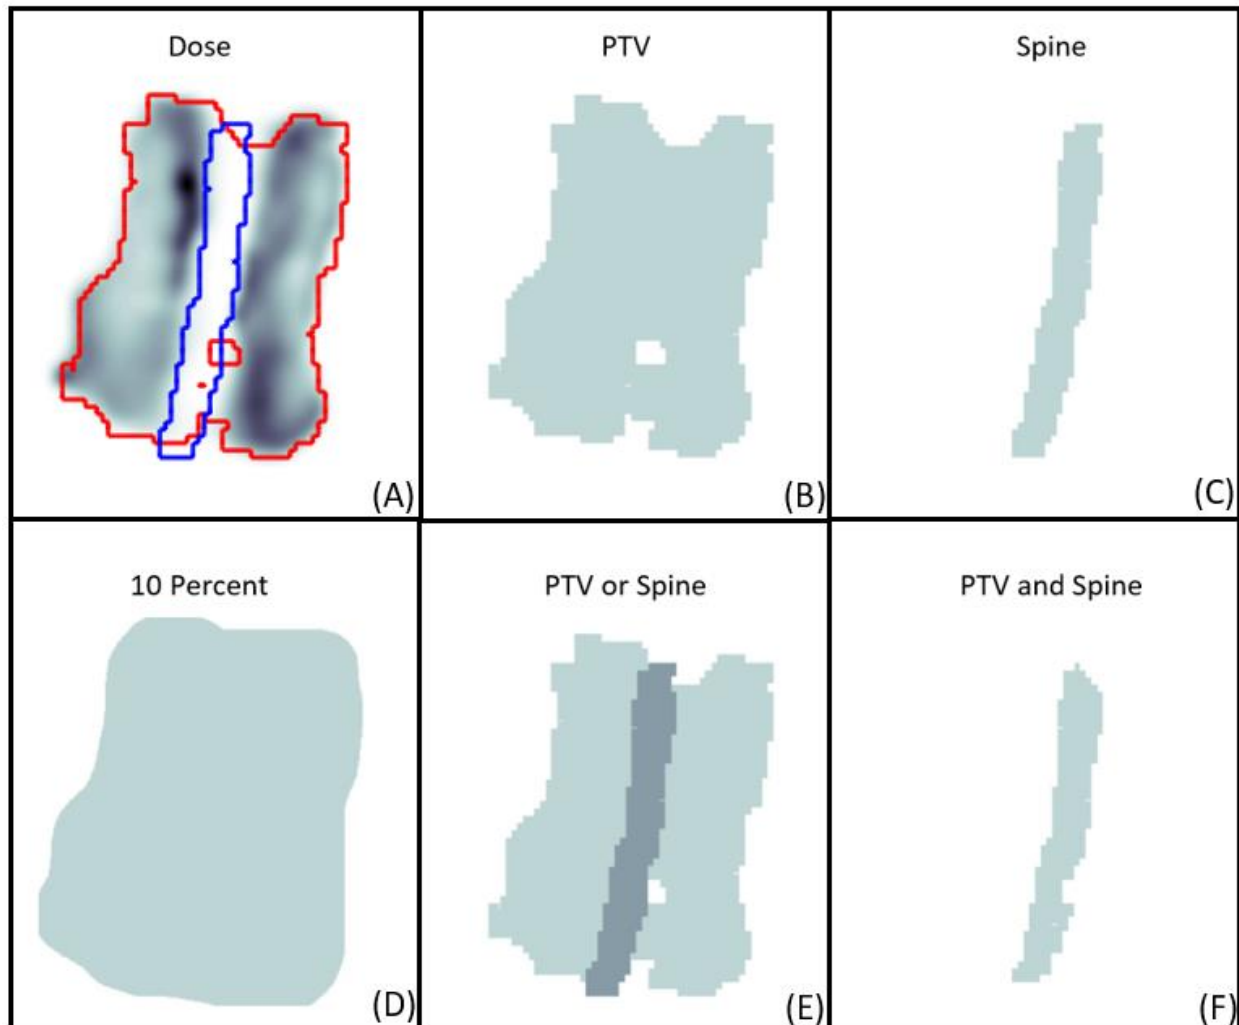 Dose
PTV
Spine
(A)
(B)
(C)
10 Percent
PTV or Spine
PTV and Spine
(D)
(E)
(F)